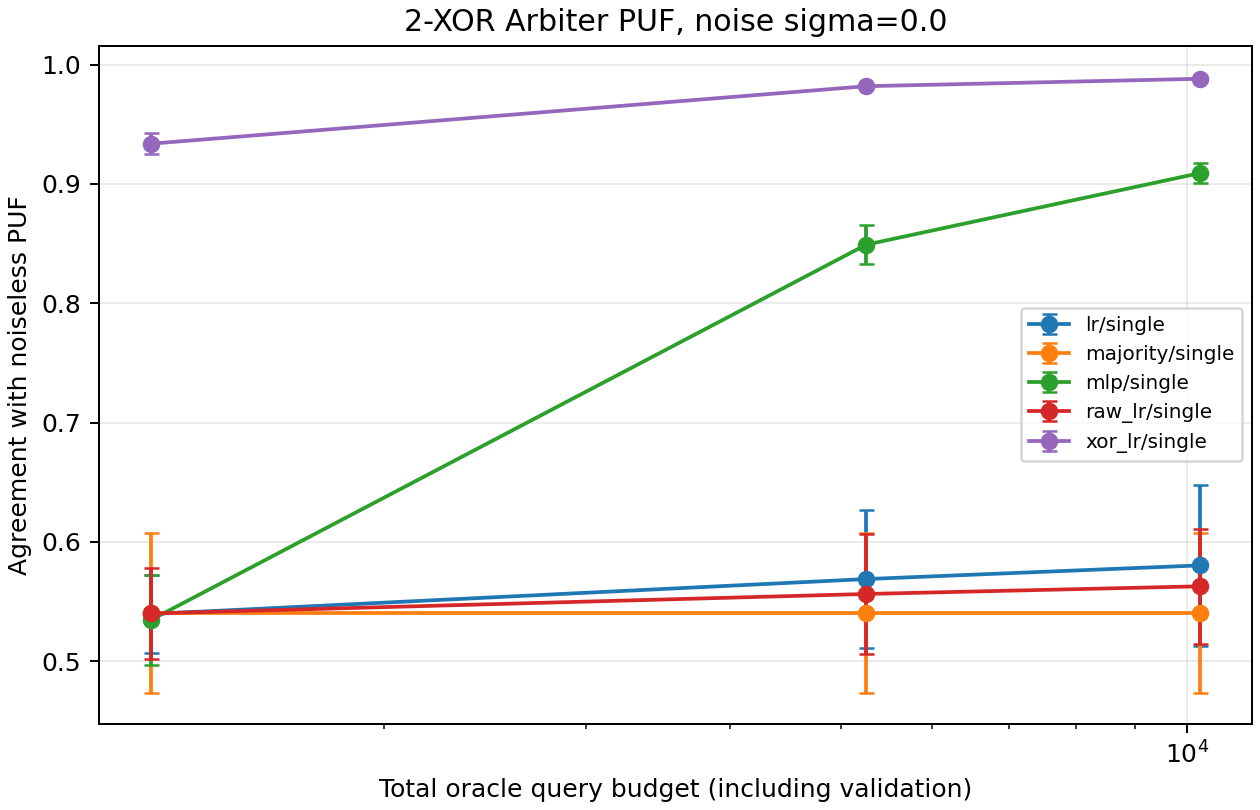 2-XOR Arbiter PUF, noise sigma=0.0
Agreement with noiseless PUF
1.0
0.9
0.8
0.7
0.6
0.5
lr/single
majority/single
mlp/single
raw_lr/single
xor_lr/single
10⁴
Total oracle query budget (including validation)